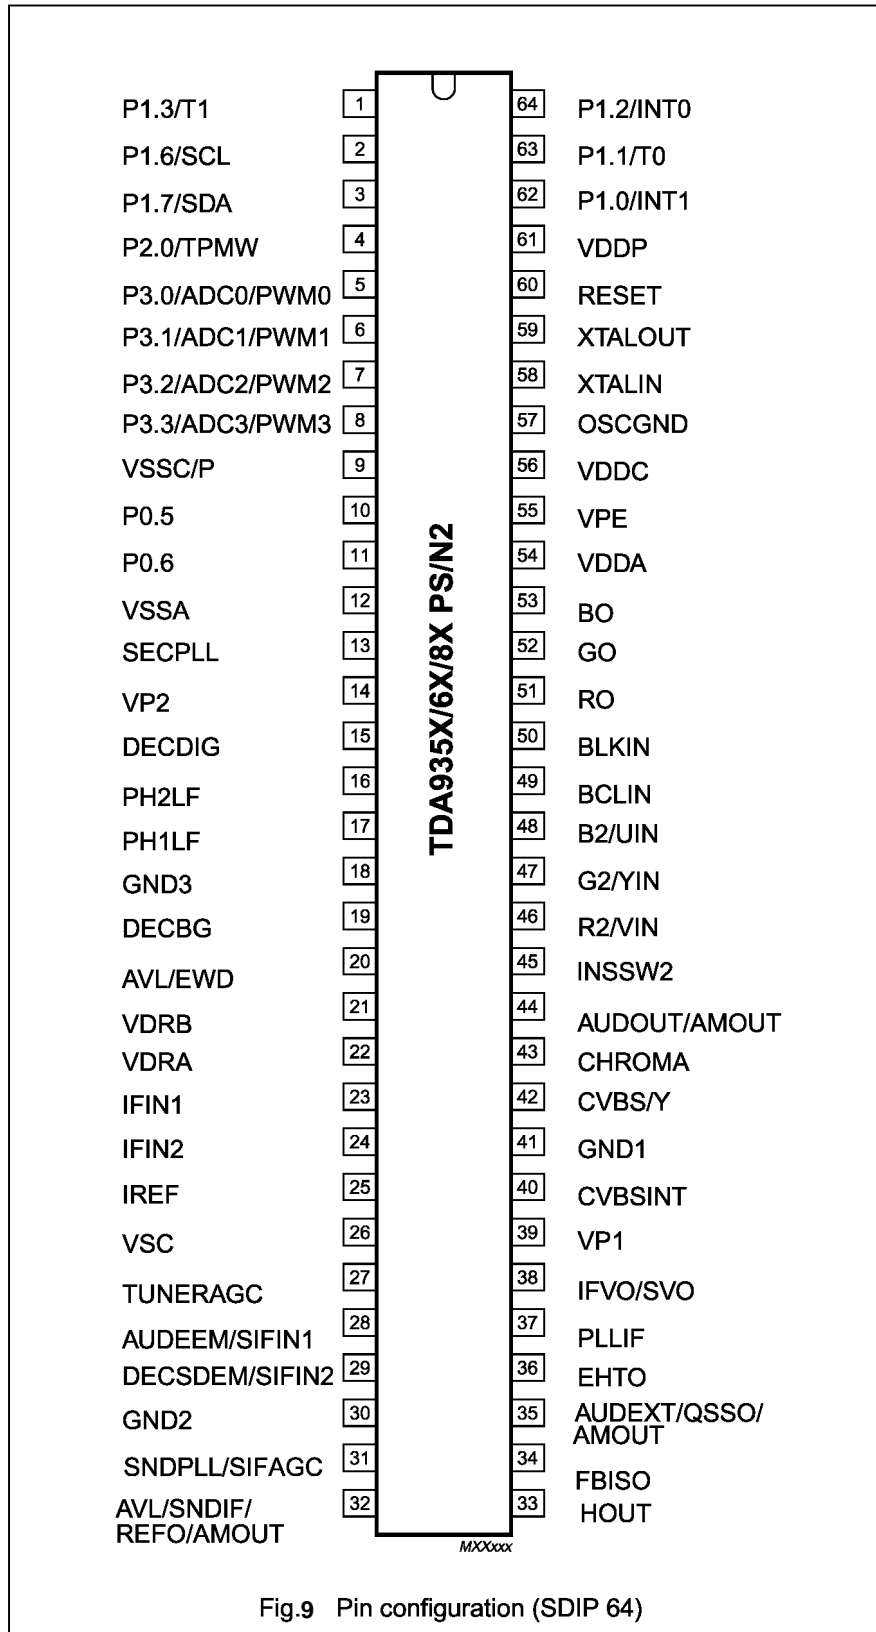 P1.3/T1 1
P1.6/SCL 2
P1.7/SDA 3
P2.0/TPMW 4
P3.0/ADC0/PWM0 5
P3.1/ADC1/PWM1 6
P3.2/ADC2/PWM2 7
P3.3/ADC3/PWM3 8
VSSC/P 9
P0.5 10
P0.6 11
VSSA 12
SECPLL 13
VP2 14
DECDIG 15
PH2LF 16
PH1LF 17
GND3 18
DECBG 19
AVL/EWD 20
VDRB 21
VDRA 22
IFIN1 23
IFIN2 24
IREF 25
VSC 26
TUNERAGC 27
AUDEEM/SIFIN1 28
DECSDEM/SIFIN2 29
GND2 30
SNDPLL/SIFAGC 31
AVL/SNDIF/ 32
REFO/AMOUT
TDA935X/6X/8X PS/N2
64 P1.2/INT0
63 P1.1/T0
62 P1.0/INT1
61 VDDP
60 RESET
59 XTALOUT
58 XTALIN
57 OSCGND
56 VDDC
55 VPE
54 VDDA
53 BO
52 GO
51 RO
50 BLKIN
49 BCLIN
48 B2/UIN
47 G2/YIN
46 R2/VIN
45 INSSW2
44 AUDOUT/AMOUT
43 CHROMA
42 CVBS/Y
41 GND1
40 CVBSINT
39 VP1
38 IFVO/SVO
37 PLLIF
36 EHTO
35 AUDEXT/QSSO/
AMOUT
34 FBISO
33 HOUT
MXXxxx
Fig.9 Pin configuration (SDIP 64)